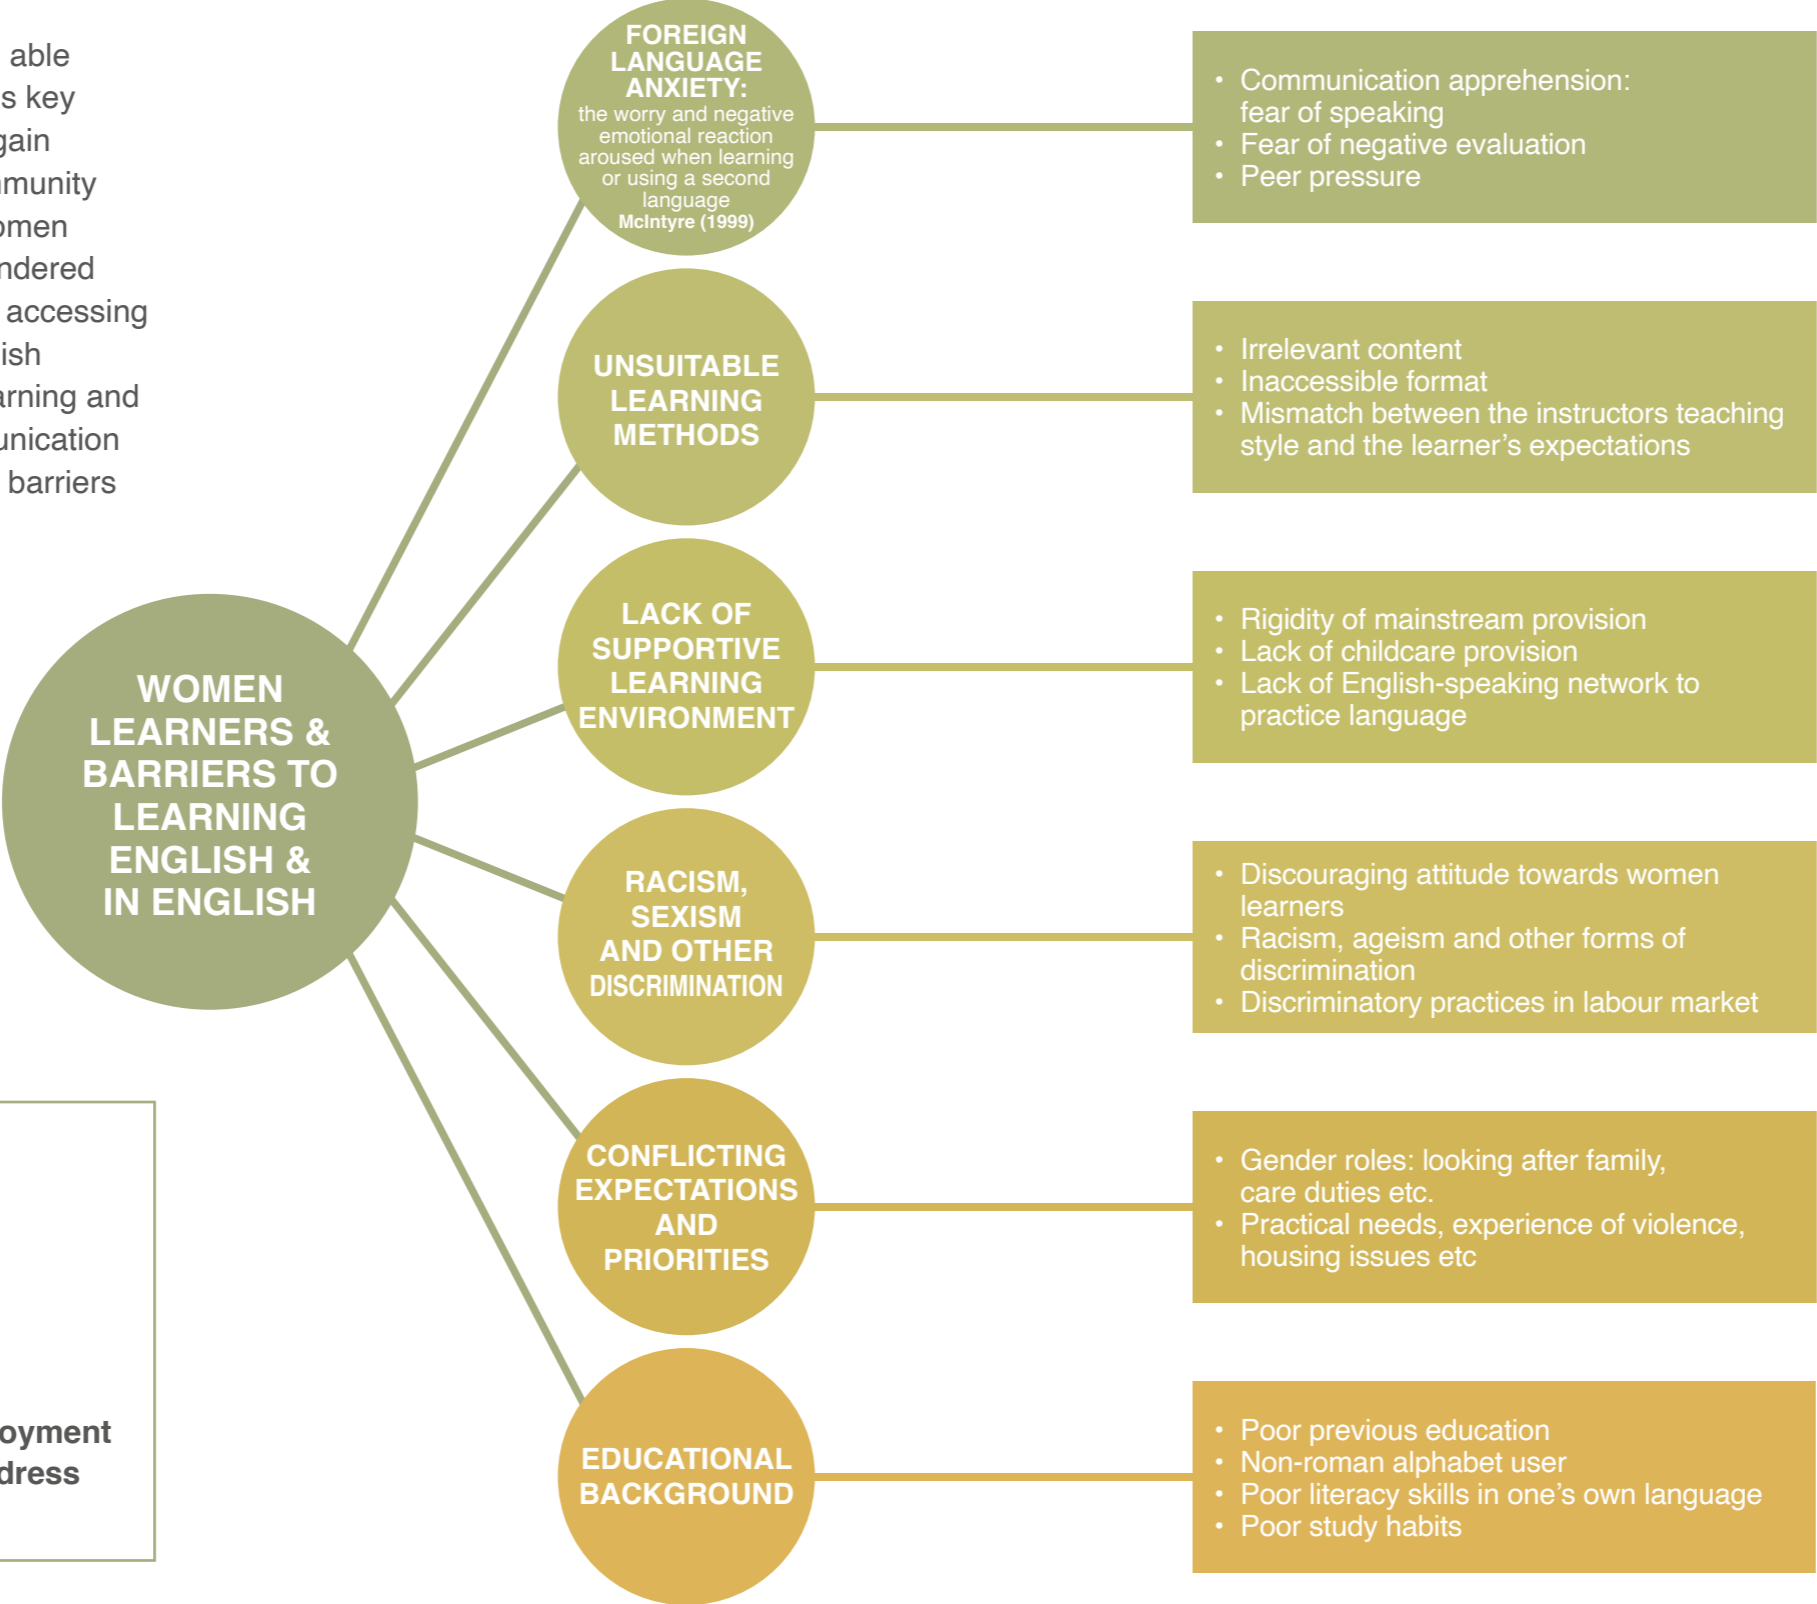 able
s key
gain
munity
omen
ndered
accessing
lish
arning and
unication
barriers
WOMEN
LEARNERS &
BARRIERS TO
LEARNING
ENGLISH &
IN ENGLISH
oyment
dress
FOREIGN
LANGUAGE
ANXIETY:
the worry and negative
emotional reaction
aroused when learning
or using a second
language
McIntyre (1999)
• Communication apprehension:
fear of speaking
• Fear of negative evaluation
• Peer pressure
UNSUITABLE
LEARNING
METHODS
• Irrelevant content
• Inaccessible format
• Mismatch between the instructors teaching
style and the learner’s expectations
LACK OF
SUPPORTIVE
LEARNING
ENVIRONMENT
• Rigidity of mainstream provision
• Lack of childcare provision
• Lack of English-speaking network to
practice language
RACISM,
SEXISM
AND OTHER
DISCRIMINATION
• Discouraging attitude towards women
learners
• Racism, ageism and other forms of
discrimination
• Discriminatory practices in labour market
CONFLICTING
EXPECTATIONS
AND
PRIORITIES
• Gender roles: looking after family,
care duties etc.
• Practical needs, experience of violence,
housing issues etc
EDUCATIONAL
BACKGROUND
• Poor previous education
• Non-roman alphabet user
• Poor literacy skills in one’s own language
• Poor study habits